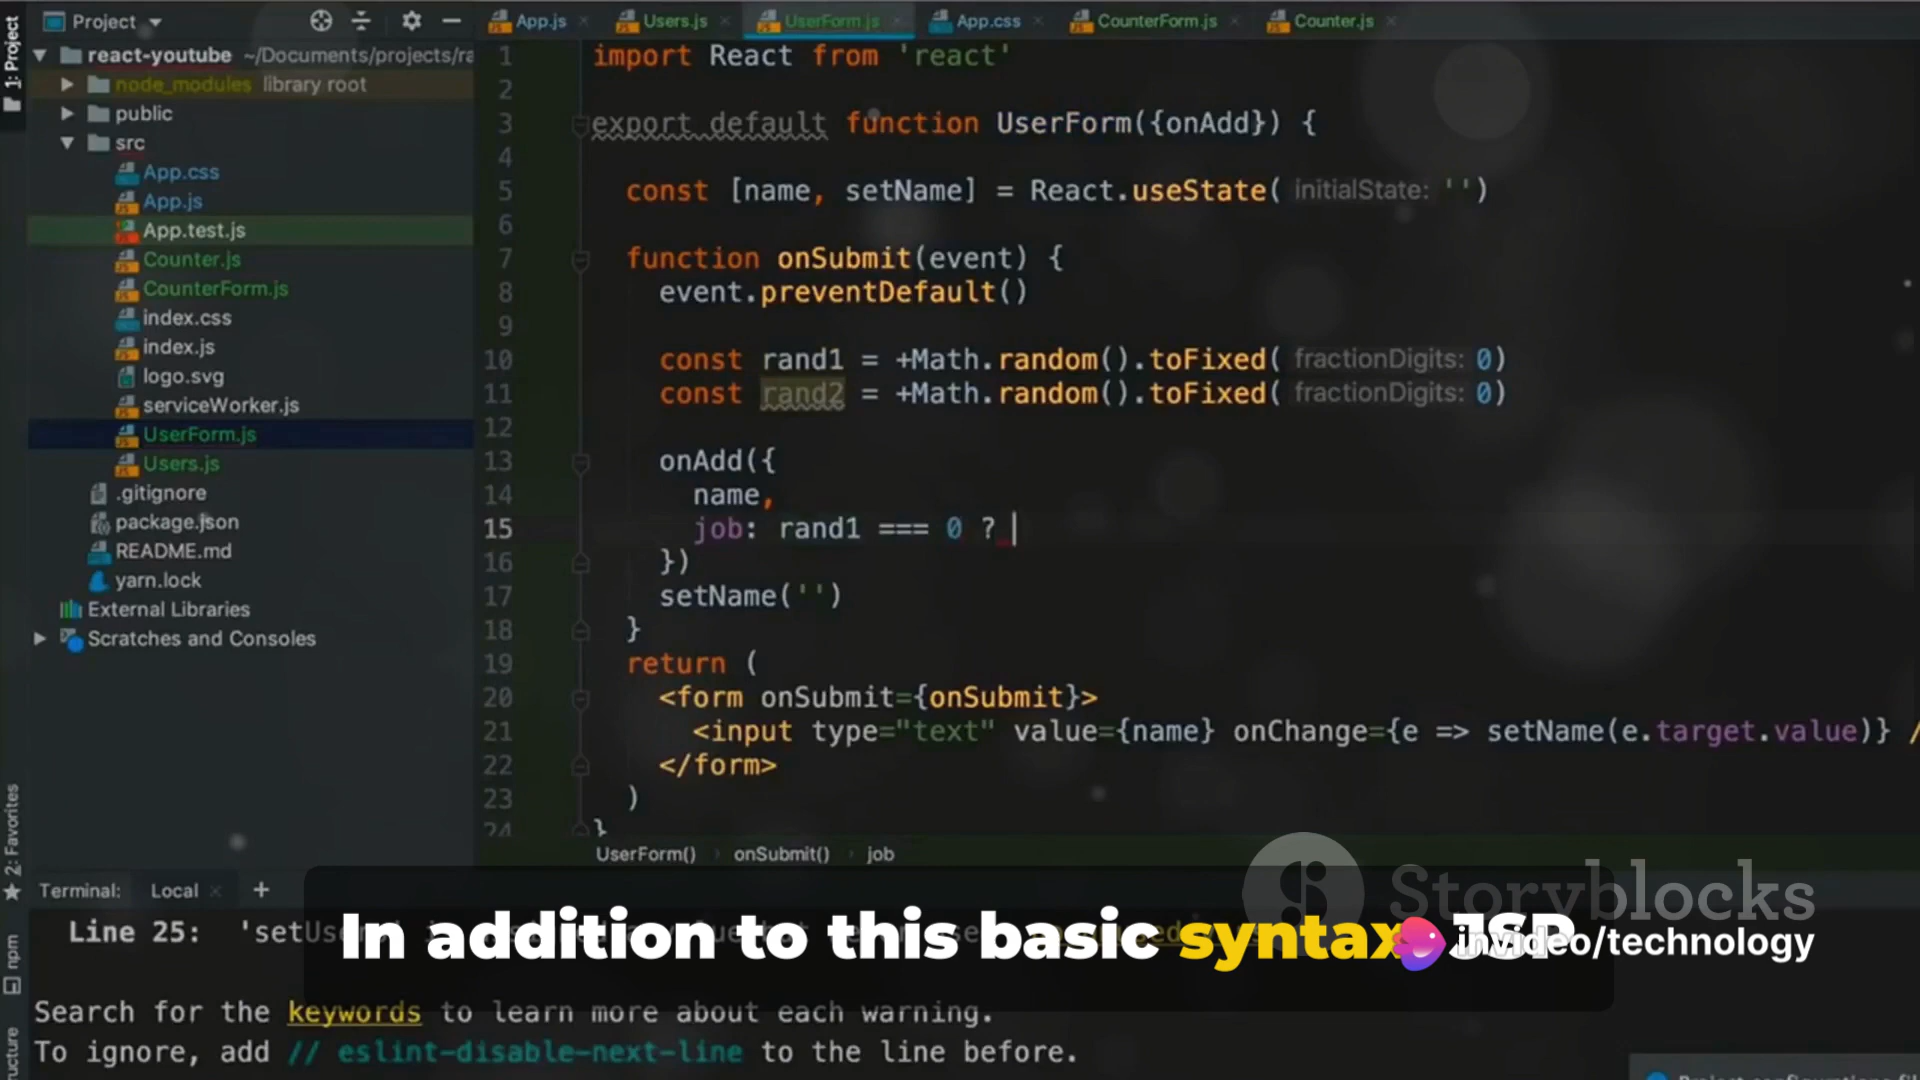 1: Project
Project
react-youtube ~/Documents/projects/ra
node_modules library root
public
src
App.css
App.js
App.test.js
Counter.js
CounterForm.js
index.css
index.js
logo.svg
serviceWorker.js
UserForm.js
Users.js
.gitignore
package.json
README.md
yarn.lock
External Libraries
Scratches and Consoles
App.js Users.js UserForm.js App.css CounterForm.js Counter.js
1 import React from 'react'
2
3 export default function UserForm({onAdd}) {
4
5 const [name, setName] = React.useState( initialState: '')
6
7 function onSubmit(event) {
8 event.preventDefault()
9
10 const rand1 = +Math.random().toFixed( fractionDigits: 0)
11 const rand2 = +Math.random().toFixed( fractionDigits: 0)
12
13 onAdd({
14 name,
15 job: rand1 === 0 ?
16 })
17 setName('')
18 }
19 return (
20 <form onSubmit={onSubmit}>
21 <input type="text" value={name} onChange={e => setName(e.target.value)} /
22 </form>
23 )
24 }
UserForm() onSubmit() job
2: Favorites
npm
Terminal: Local +
Line 25: 'setUs
In addition to this basic syntax JSP
Storyblocks
invideo/technology
Search for the keywords to learn more about each warning.
To ignore, add // eslint-disable-next-line to the line before.